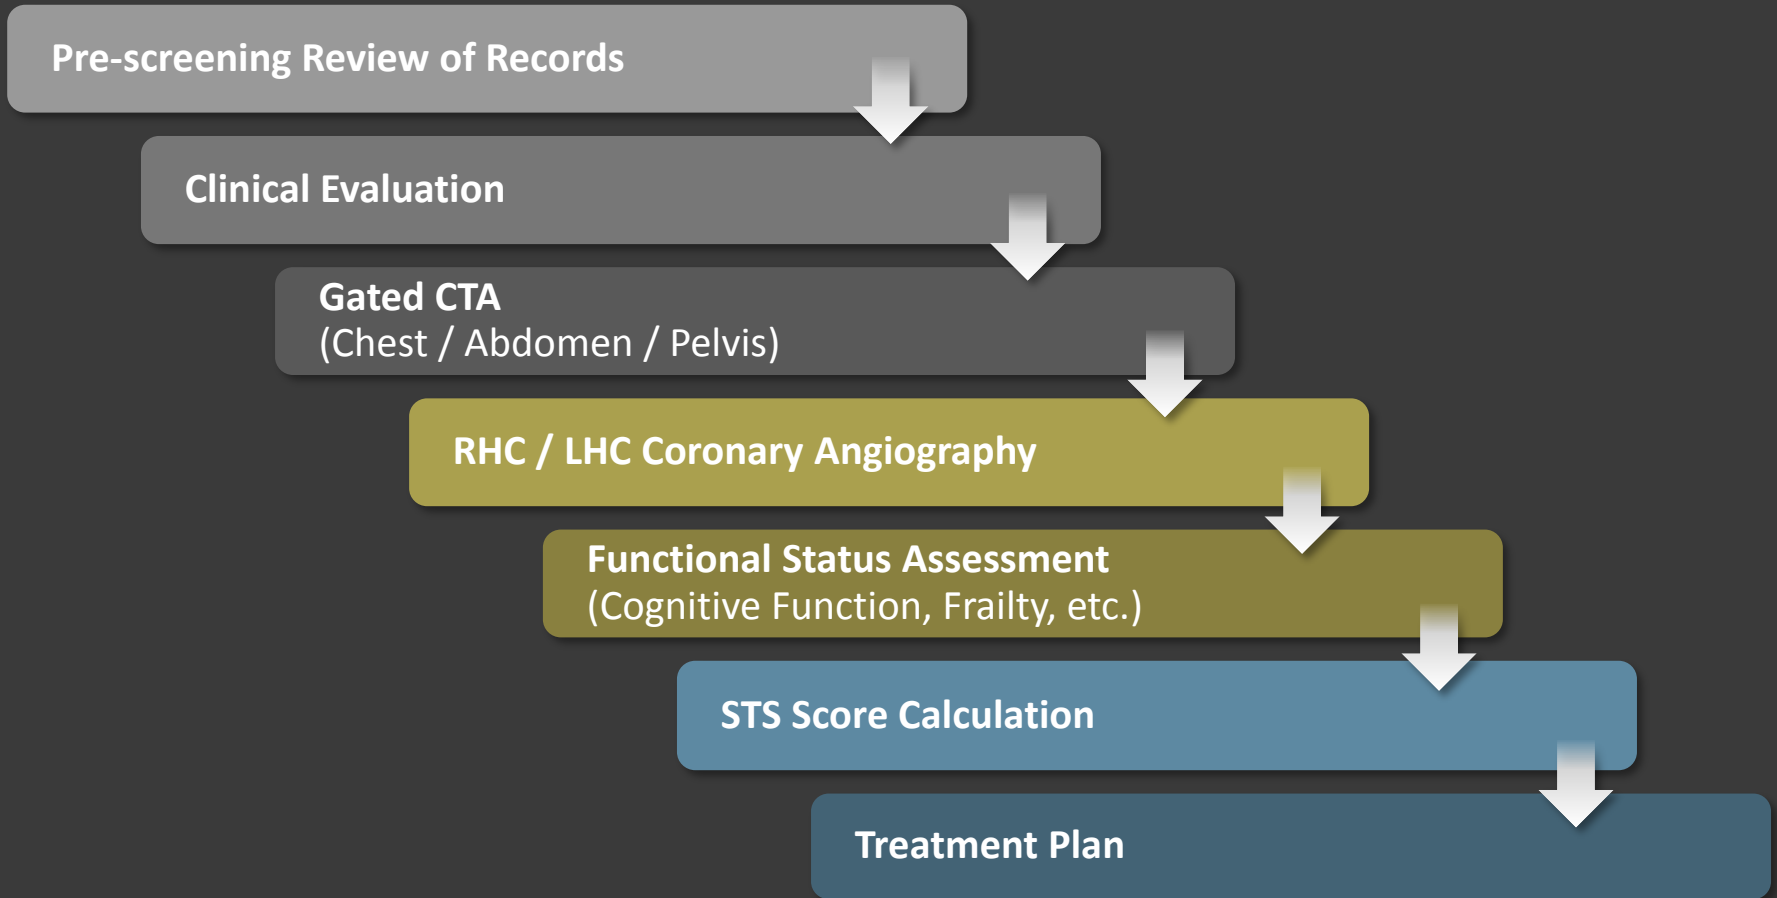 Pre-screening Review of Records
Clinical Evaluation
Gated CTA
(Chest / Abdomen / Pelvis)
RHC / LHC Coronary Angiography
Functional Status Assessment
(Cognitive Function, Frailty, etc.)
STS Score Calculation
Treatment Plan